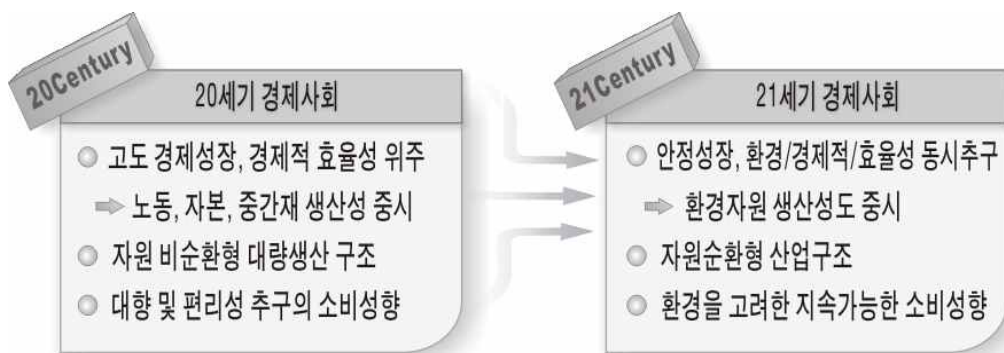 20Century
20세기 경제사회
고도 경제성장, 경제적 효율성 위주
노동, 자본, 중간재 생산성 중시
자원 비순환형 대량생산 구조
대향 및 편리성 추구의 소비성향
21Century
21세기 경제사회
안정성장, 환경/경제적/효율성 동시추구
환경자원 생산성도 중시
자원순환형 산업구조
환경을 고려한 지속가능한 소비성향